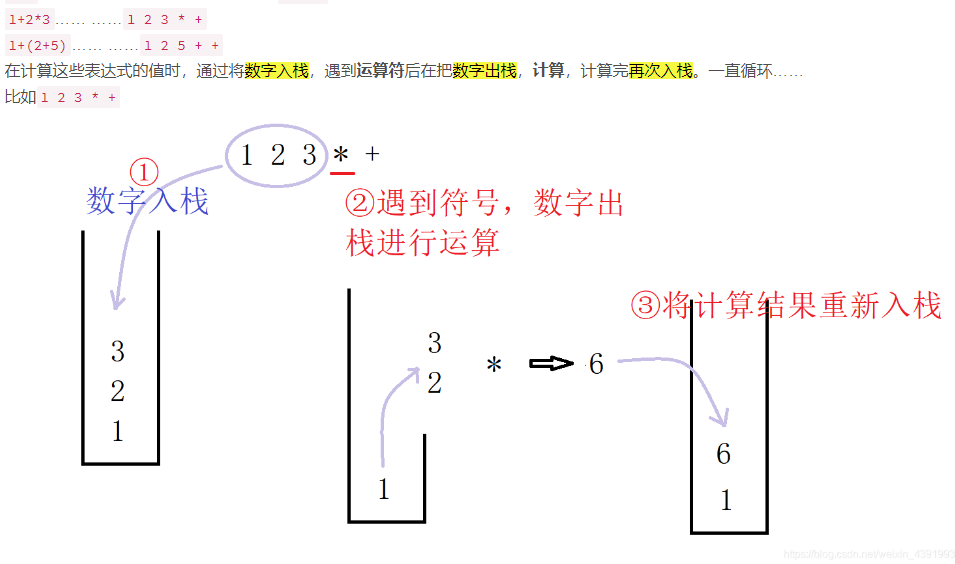 1+2*3…… ……1 2 3 * +
1+(2+5)…… ……1 2 5 + +
在计算这些表达式的值时，通过将数字入栈，遇到运算符后在把数字出栈，计算，计算完再次入栈。一直循环……
比如1 2 3 * +
1 2 3 * +
①
数字入栈
②遇到符号，数字出
栈进行运算
③将计算结果重新入栈
3
2
1
3
2
* 6
1
6
1
https://blog.csdn.net/weixin_4391993